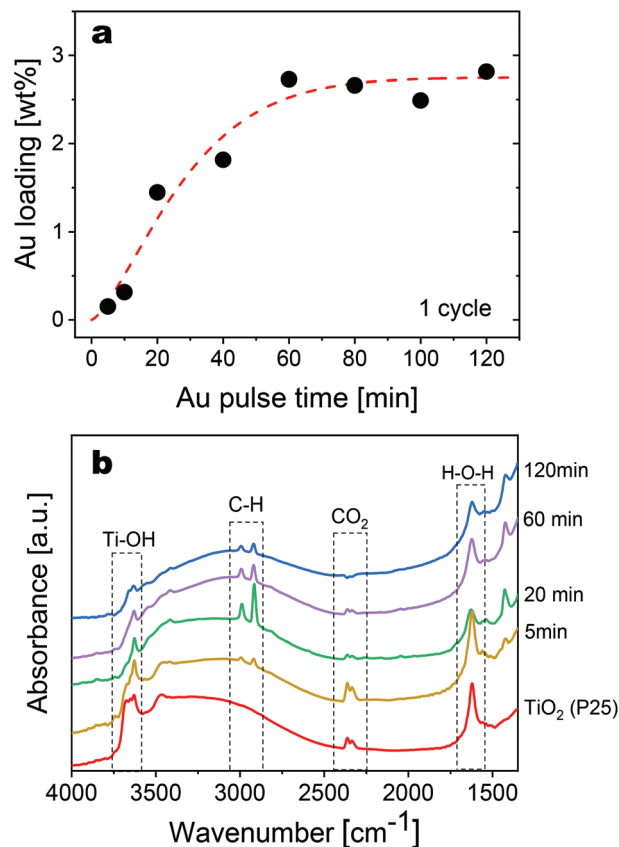 a
Au loading [wt%]
3
2
1
0
1 cycle
0 20 40 60 80 100 120
Au pulse time [min]
b
Absorbance [a.u.]
Ti-OH
C-H
CO₂
H-O-H
120min
60 min
20 min
5min
TiO₂ (P25)
4000 3500 3000 2500 2000 1500
Wavenumber [cm⁻¹]